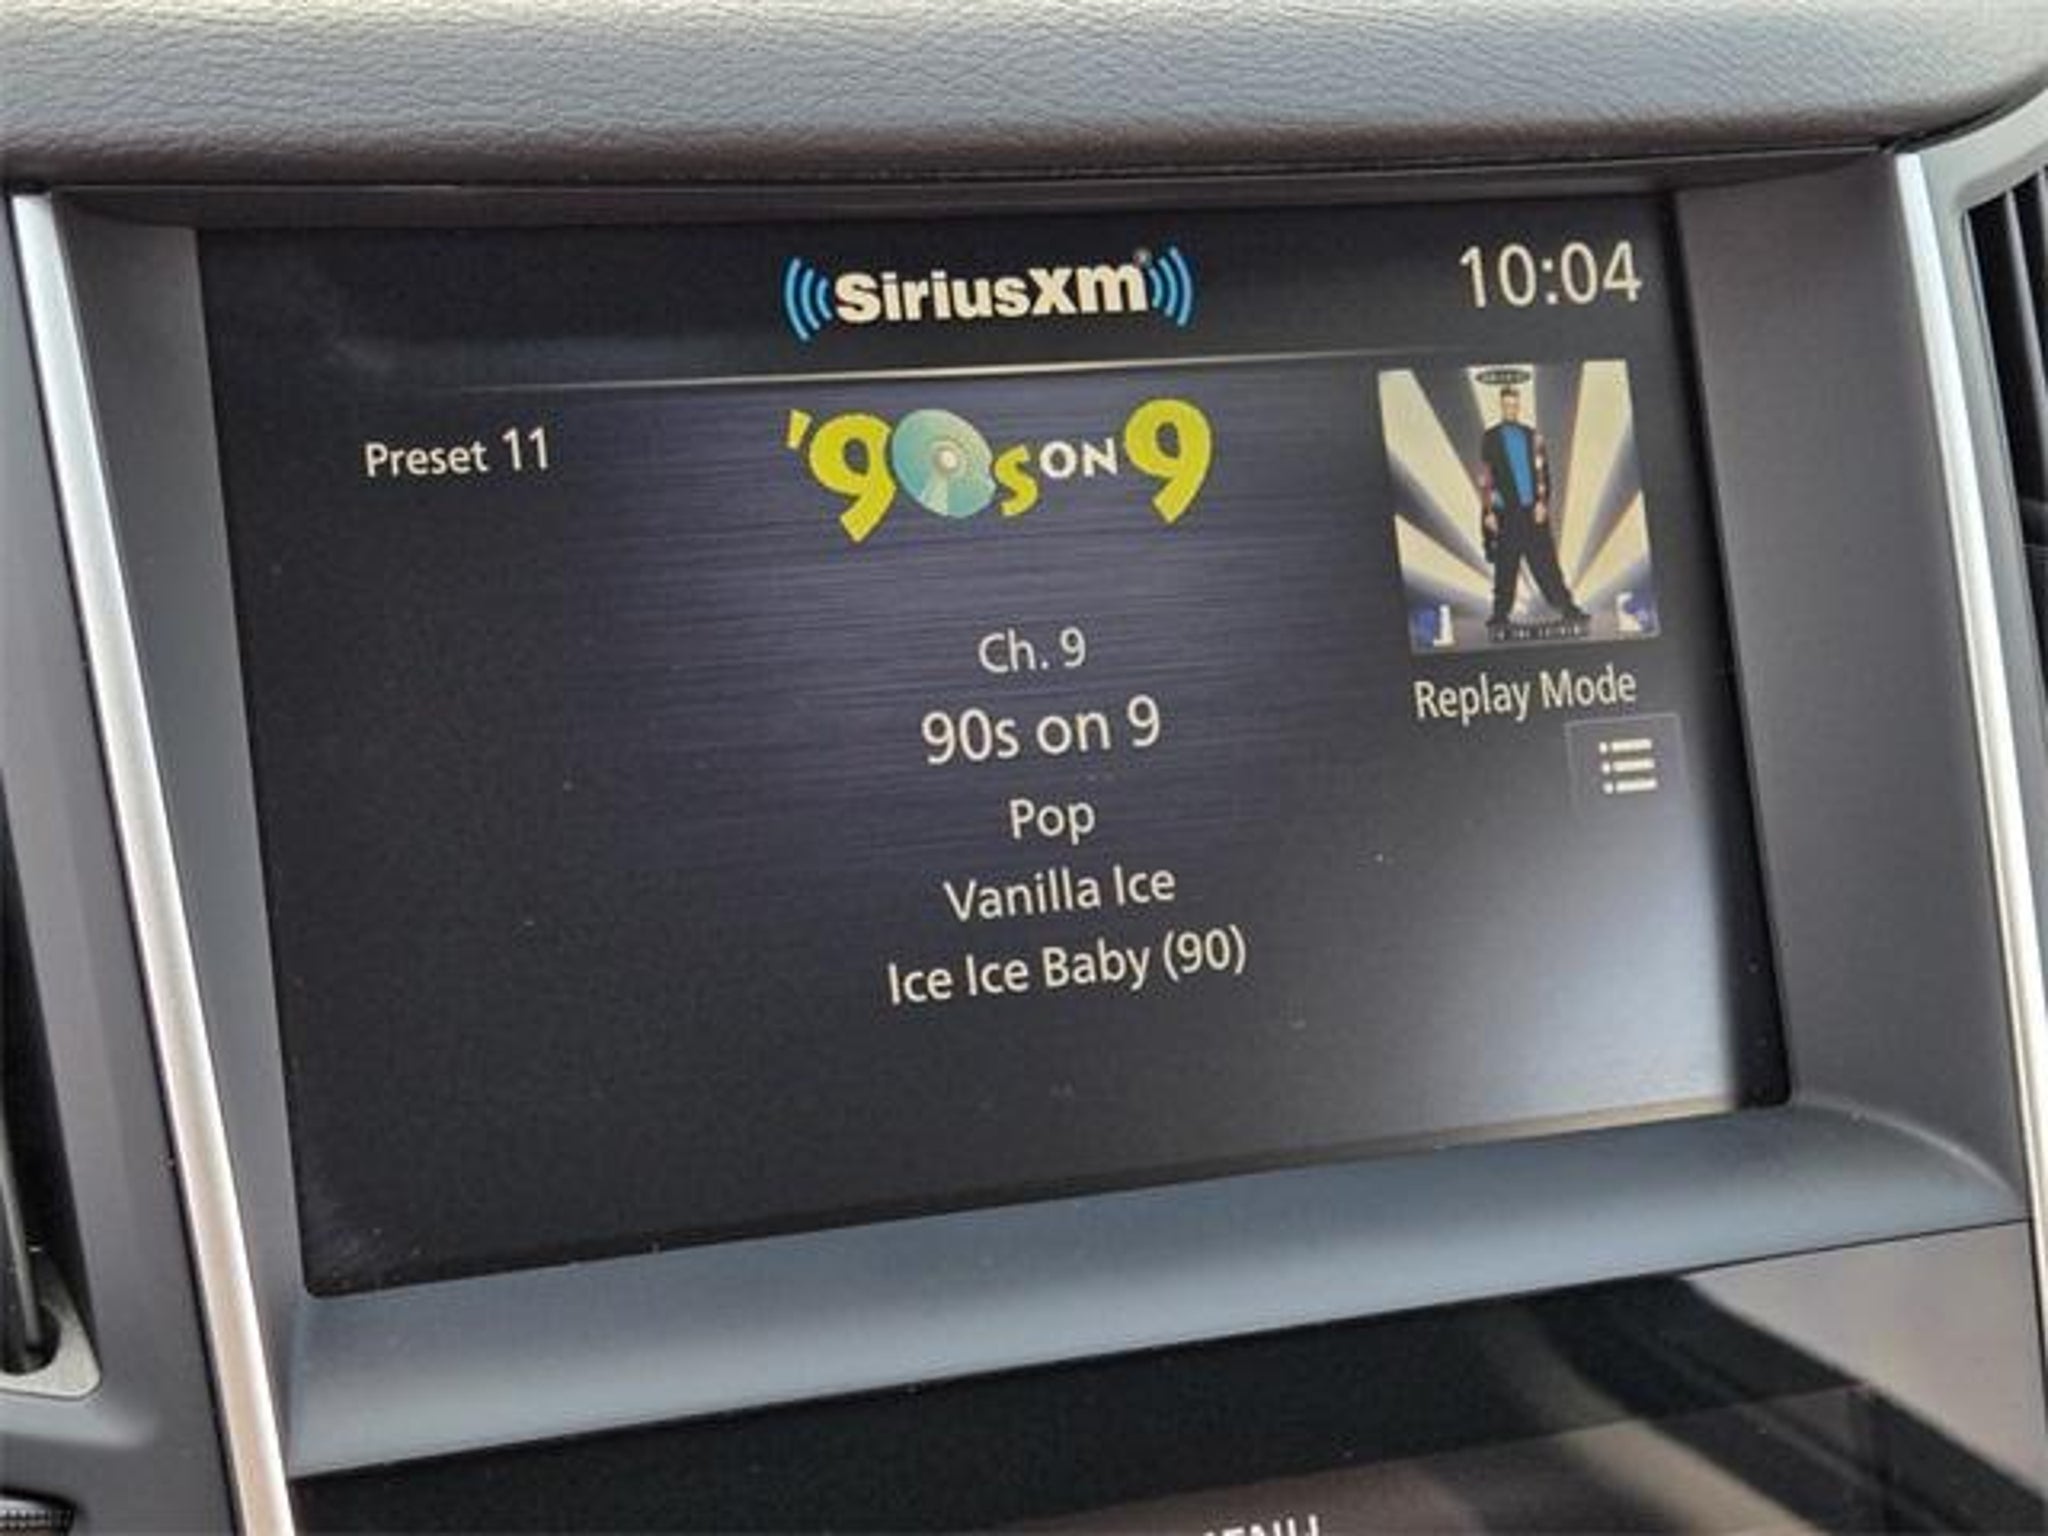 SiriusXm
10:04
Preset 11
'90s ON 9
Ch. 9
90s on 9
Replay Mode
Pop
Vanilla Ice
Ice Ice Baby (90)